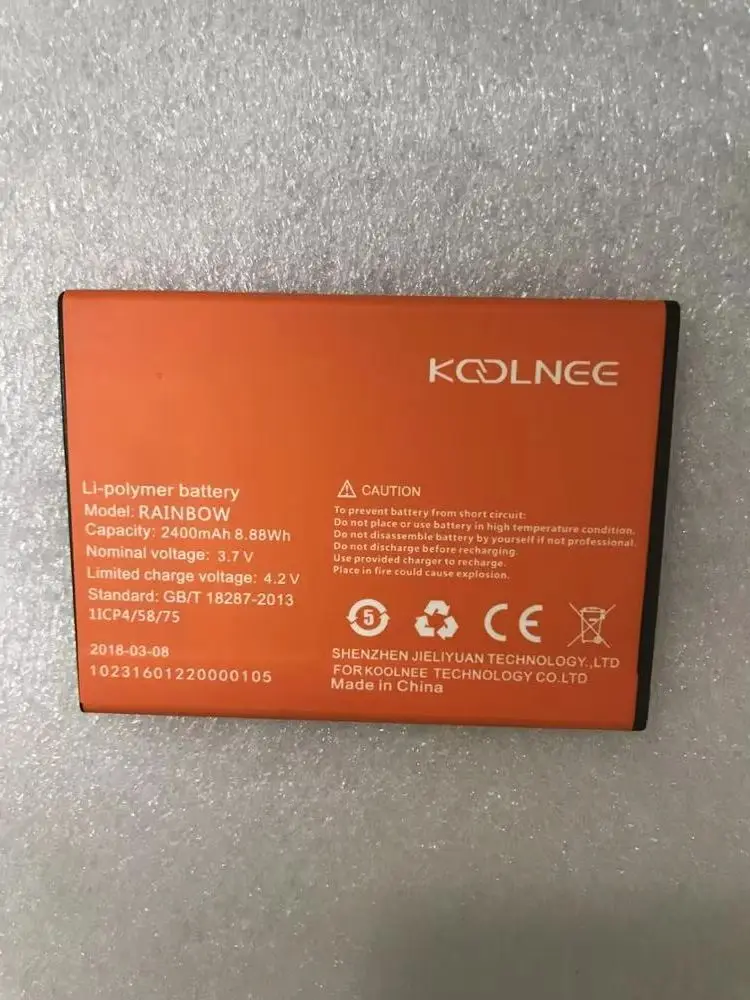 KOOLNEE
Li-polymer battery
Model: RAINBOW
Capacity: 2400mAh 8.88Wh
Nominal voltage: 3.7 V
Limited charge voltage: 4.2 V
Standard: GB/T 18287-2013
1ICP4/58/75
2018-03-08
10231601220000105
CAUTION
To prevent battery from short circuit:
Do not place or use battery in high temperature condition.
Do not disassemble battery by yourself if not professional.
Do not discharge before recharging.
Use provided charger to recharge.
Place in fire could cause explosion.
5
CE
SHENZHEN JIELIYUAN TECHNOLOGY.,LTD
FORKOOLNEE TECHNOLOGY CO.LTD
Made in China